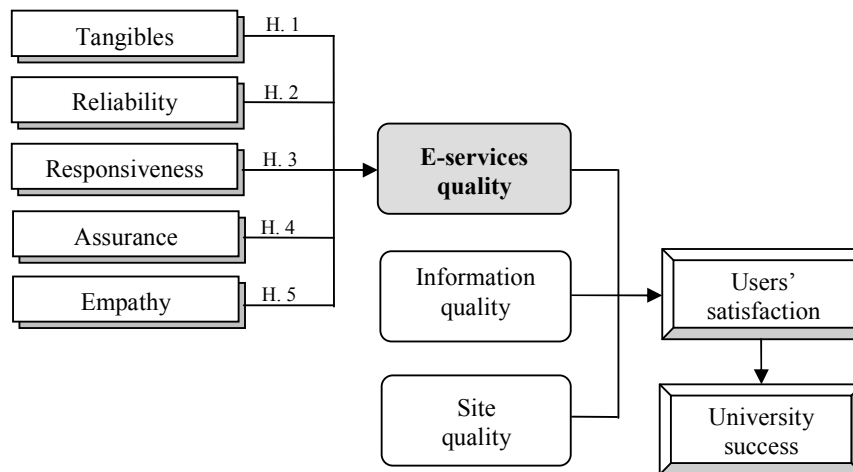 Tangibles
H. 1
Reliability
H. 2
Responsiveness
H. 3
Assurance
H. 4
Empathy
H. 5
E-services
quality
Information
quality
Site
quality
Users’
satisfaction
University
success